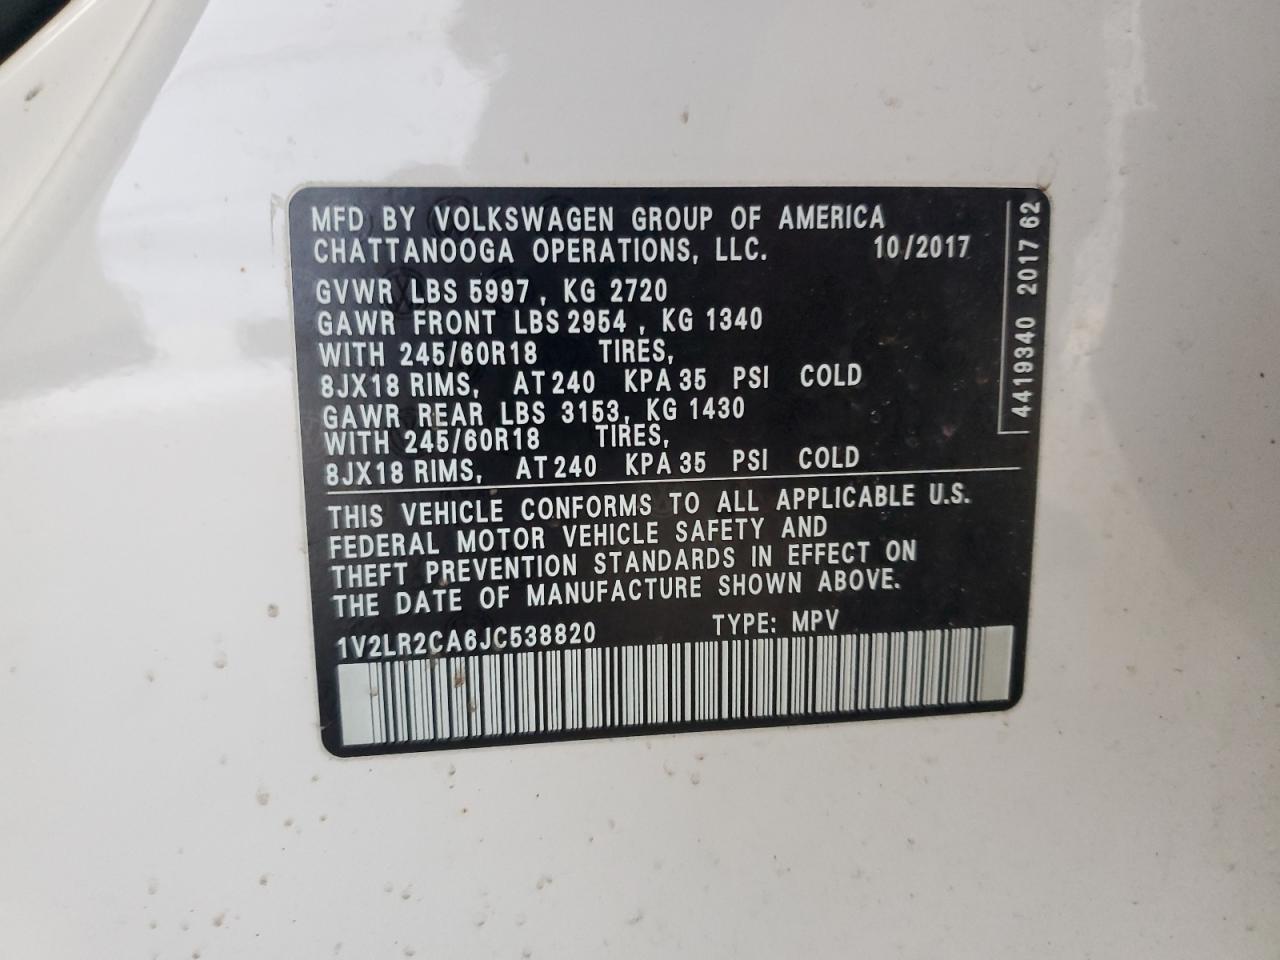 MFD BY VOLKSWAGEN GROUP OF AMERICA
CHATTANOOGA OPERATIONS, LLC. 10/2017
GVWR LBS 5997, KG 2720
GAWR FRONT LBS 2954, KG 1340
WITH 245/60R18 TIRES,
8JX18 RIMS, AT 240 KPA 35 PSI COLD
GAWR REAR LBS 3153, KG 1430
WITH 245/60R18 TIRES,
8JX18 RIMS, AT 240 KPA 35 PSI COLD
THIS VEHICLE CONFORMS TO ALL APPLICABLE U.S.
FEDERAL MOTOR VEHICLE SAFETY AND
THEFT PREVENTION STANDARDS IN EFFECT ON
THE DATE OF MANUFACTURE SHOWN ABOVE.
1V2LR2CA6JC538820 TYPE: MPV
4419340 2017 62